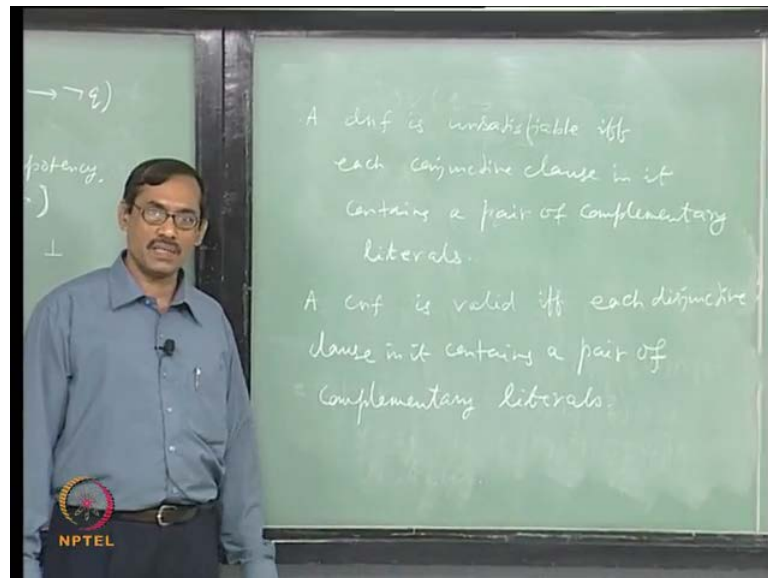 → ¬q)
potency.
)
⊥
A dnf is unsatisfiable iff
each conjunctive clause in it
contains a pair of complementary
literals.
A cnf is valid iff each disjunctive
clause in it contains a pair of
complementary literals.
NPTEL